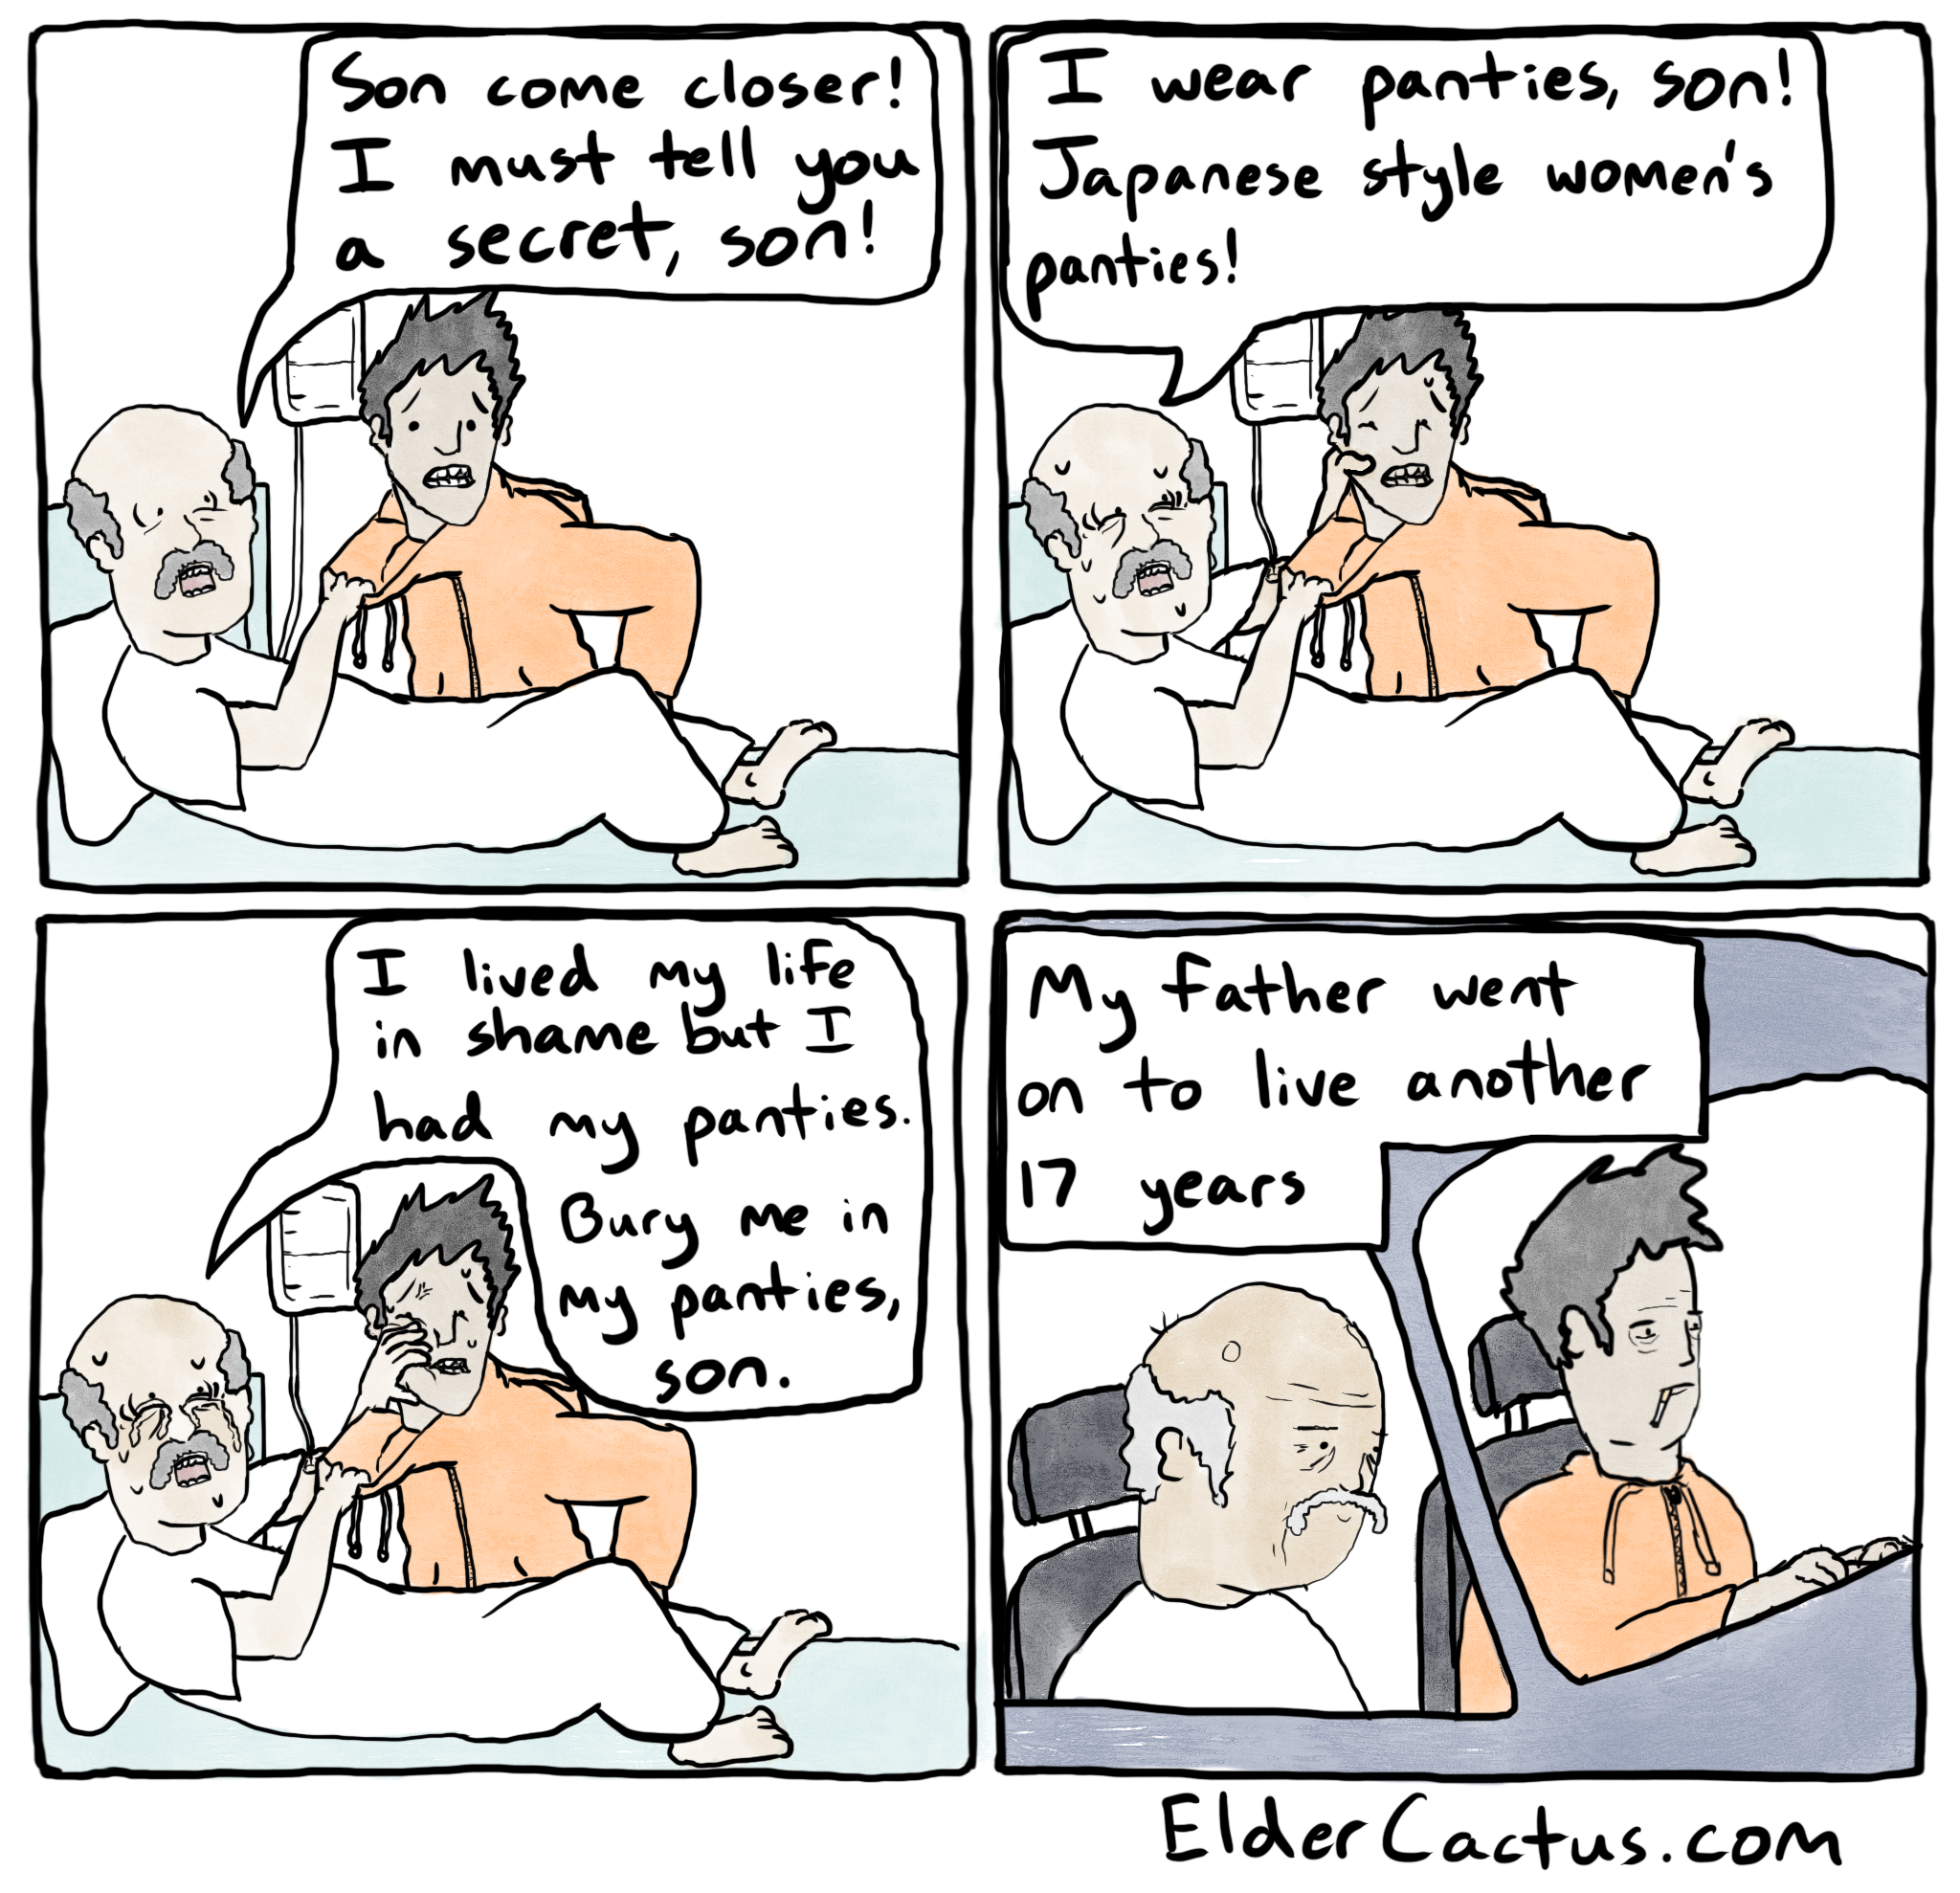 Son come closer!
I must tell you
a secret, son!
I wear panties, son!
Japanese style women's
panties!
I lived my life
in shame but I
had my panties.
Bury me in
my panties,
son.
My father went
on to live another
17 years
ElderCactus.com